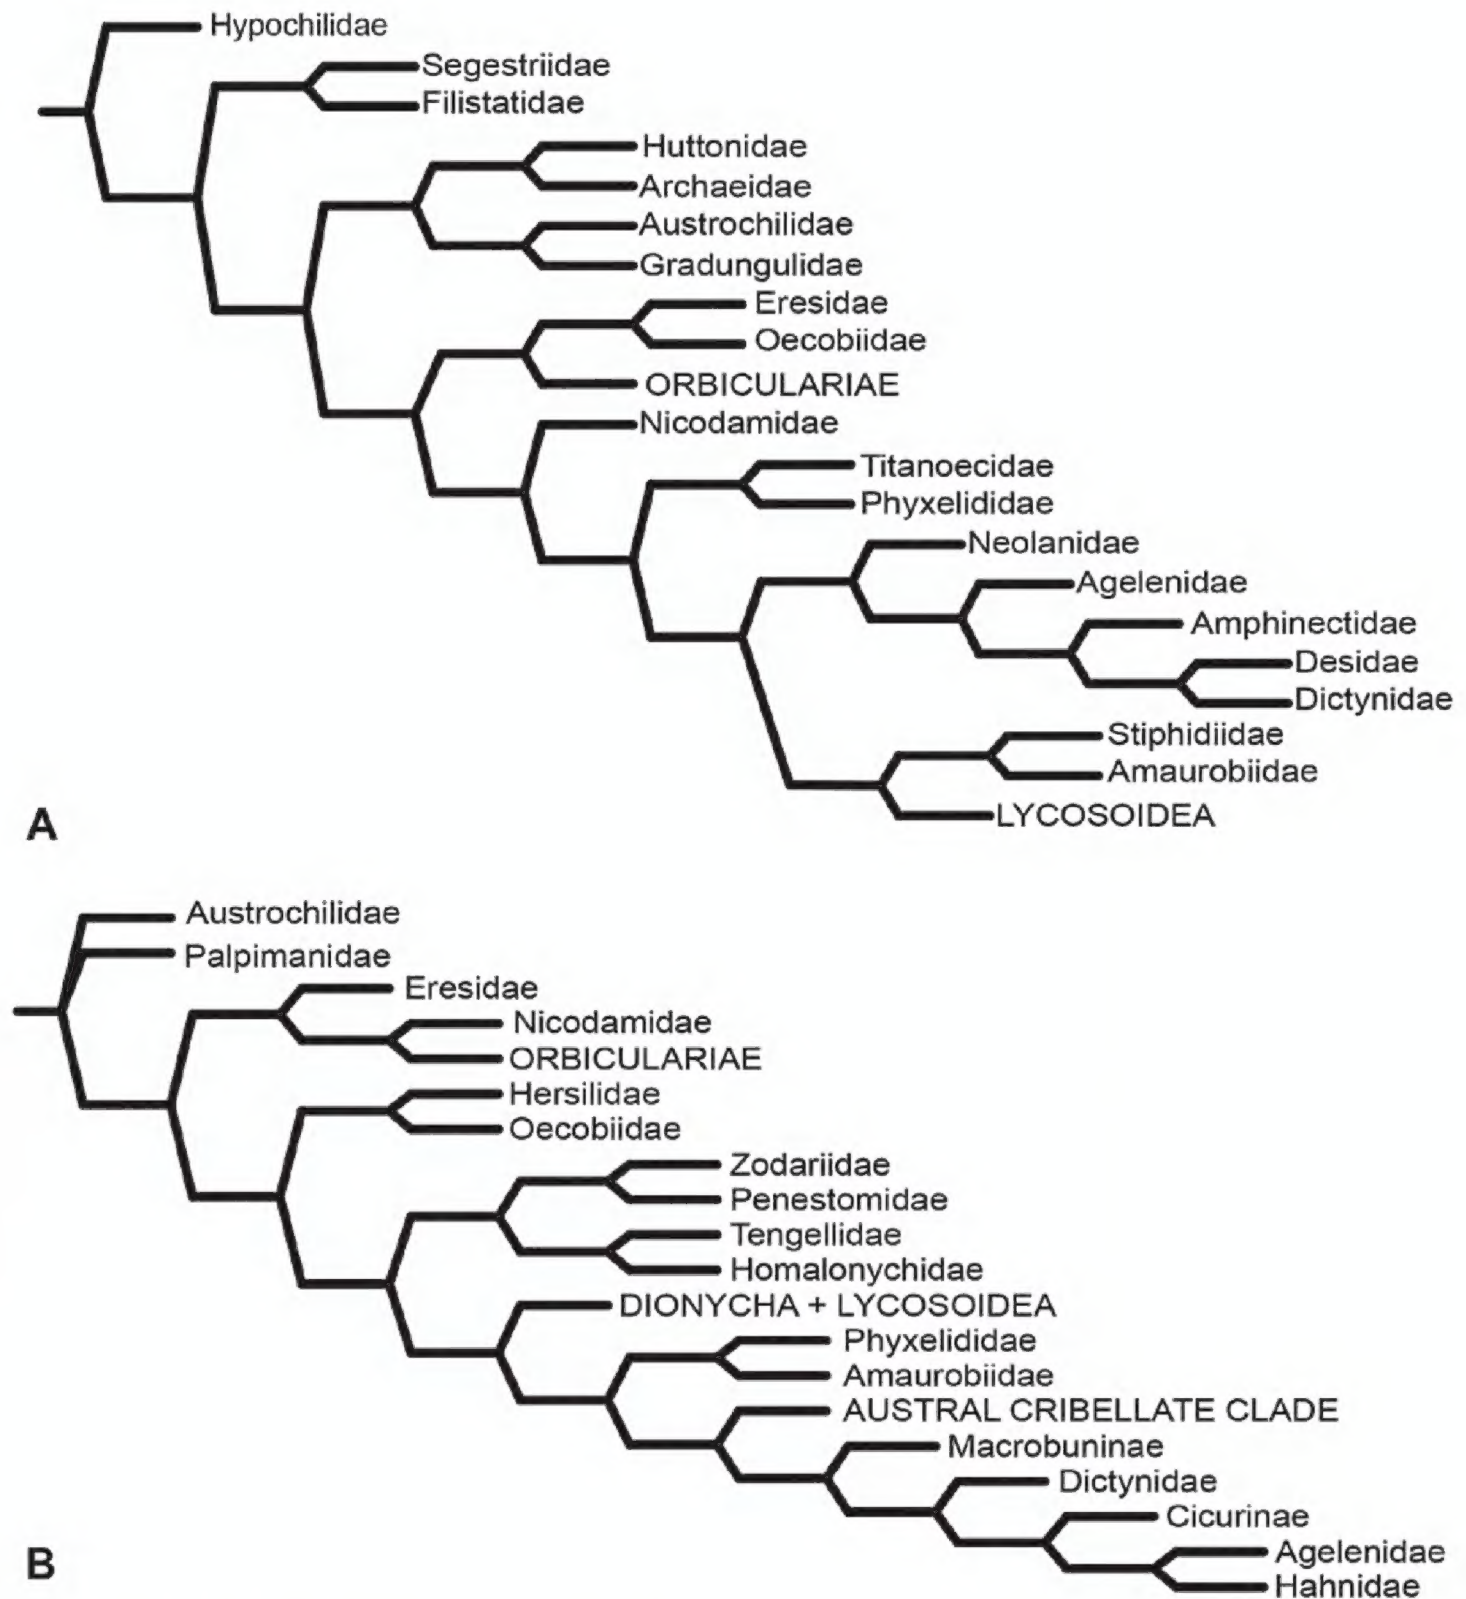 Hypochilidae
Segestriidae
Filistatidae
Huttonidae
Archaeidae
Austrochilidae
Gradungulidae
Eresidae
Oecobiidae
ORBICULARIAE
Nicodamidae
Titanoecidae
Phyxelididae
Neolanidae
Agelenidae
Amphinectidae
Desidae
Dictynidae
Stiphidiidae
Amaurobiidae
LYCOSOIDEA
A
Austrochilidae
Palpimanidae
Eresidae
Nicodamidae
ORBICULARIAE
Hersilidae
Oecobiidae
Zodariidae
Penestomidae
Tengellidae
Homalonychidae
DIONYCHA + LYCOSOIDEA
Phyxelididae
Amaurobiidae
AUSTRAL CRIBELLATE CLADE
Macrobuninae
Dictynidae
Cicurinae
Agelenidae
Hahnidae
B